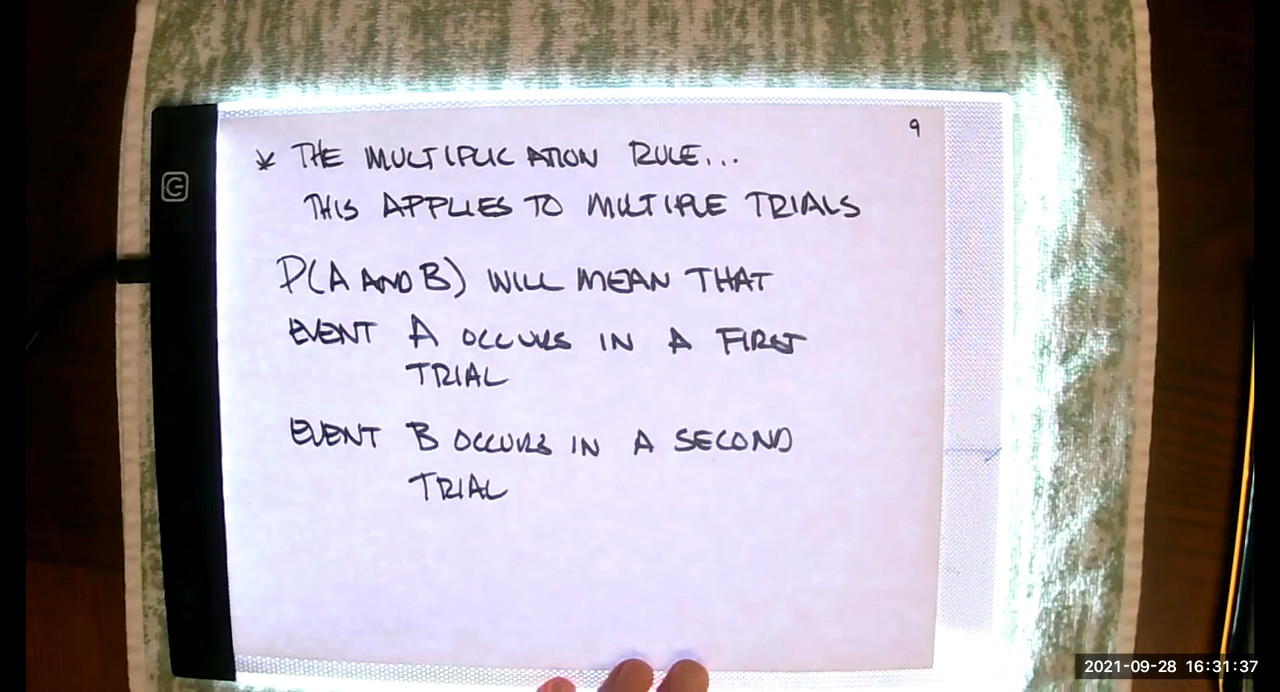 9
* THE MULTIPLICATION RULE...
THIS APPLIES TO MULTIPLE TRIALS
P(A AND B) WILL MEAN THAT
EVENT A OCCURS IN A FIRST
TRIAL
EVENT B OCCURS IN A SECOND
TRIAL
2021-09-28 16:31:37